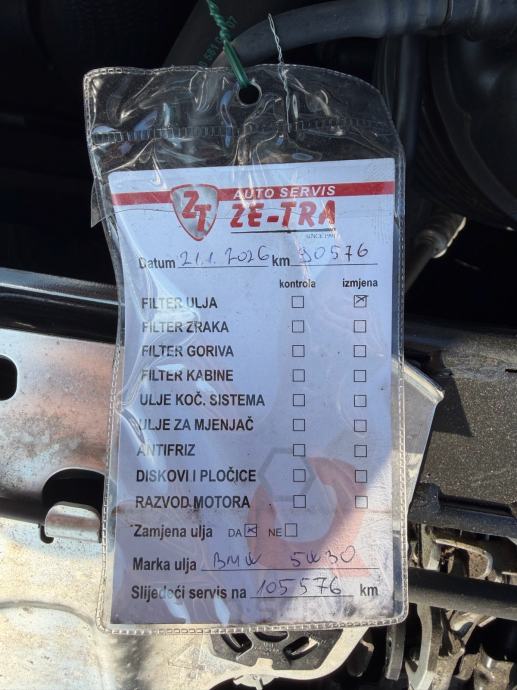 ZT
AUTO SERVIS
ZE-TRA
SINCE 1991
Datum 21.1.2026 km 90576
kontrola izmjena
FILTER ULJA ☐ ☒
FILTER ZRAKA ☐ ☐
FILTER GORIVA ☐ ☐
FILTER KABINE ☐ ☐
ULJE KOČ. SISTEMA ☐ ☐
ULJE ZA MJENJAČ ☐ ☐
ANTIFRIZ ☐ ☐
DISKOVI I PLOČICE ☐ ☐
RAZVOD MOTORA ☐ ☐
Zamjena ulja DA ☒ NE ☐
Marka ulja BMW 5W30
Slijedeći servis na 105576 km